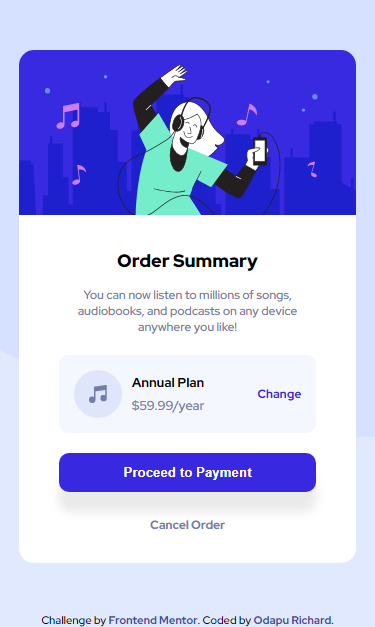 Order Summary
You can now listen to millions of songs,
audiobooks, and podcasts on any device
anywhere you like!
Annual Plan
$59.99/year
Change
Proceed to Payment
Cancel Order
Challenge by Frontend Mentor. Coded by Odapu Richard.